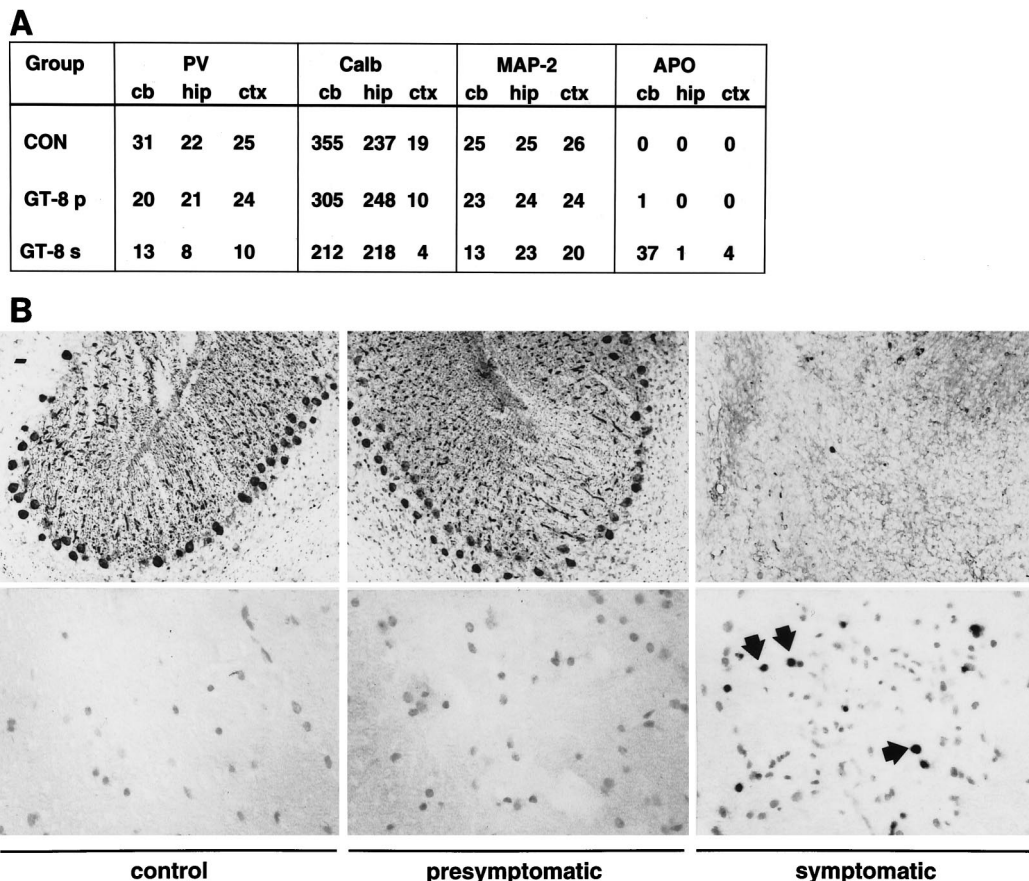 A
Group PV Calb MAP-2 APO
cb hip ctx cb hip ctx cb hip ctx cb hip ctx
CON 31 22 25 355 237 19 25 25 26 0 0 0
GT-8 p 20 21 24 305 248 10 23 24 24 1 0 0
GT-8 s 13 8 10 212 218 4 13 23 20 37 1 4
B
control presymptomatic symptomatic